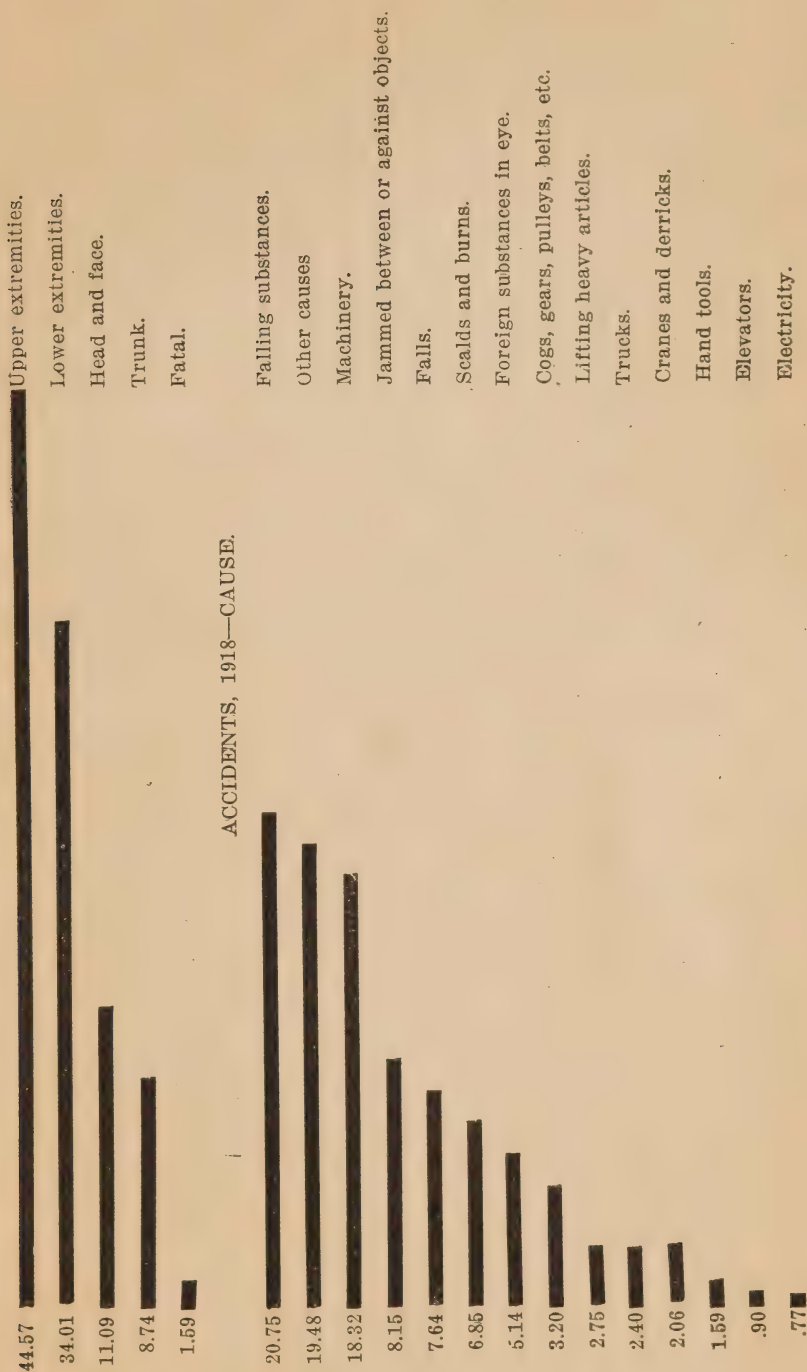 44.57 Upper extremities.
34.01 Lower extremities.
11.09 Head and face.
8.74 Trunk.
1.59 Fatal.
ACCIDENTS, 1918—CAUSE.
20.75 Falling substances.
19.48 Other causes
18.32 Machinery.
8.15 Jammed between or against objects.
7.64 Falls.
6.85 Scalds and burns.
5.14 Foreign substances in eye.
3.20 Cogs, gears, pulleys, belts, etc.
2.75 Lifting heavy articles.
2.40 Trucks.
2.06 Cranes and derricks.
1.59 Hand tools.
.90 Elevators.
.77 Electricity.